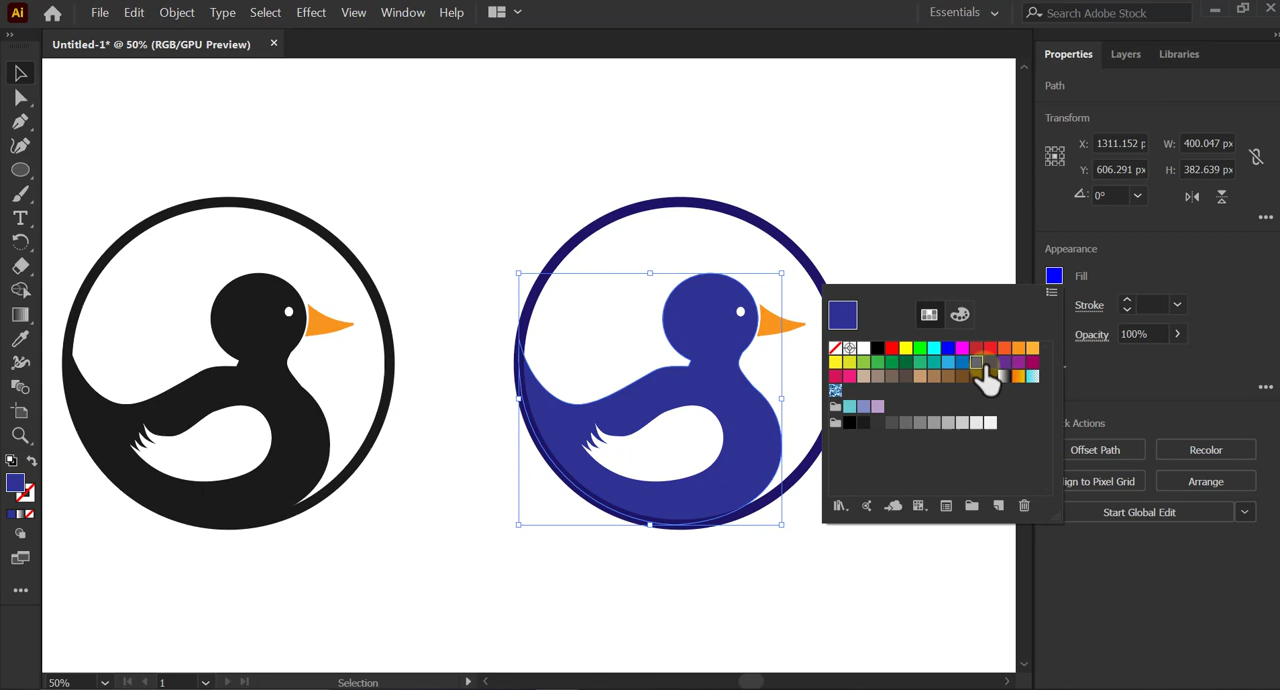 Ai File Edit Object Type Select Effect View Window Help Essentials Search Adobe Stock
Untitled-1* @ 50% (RGB/GPU Preview)
Properties Layers Libraries
Path
Transform
X: 1311.152 p W: 400.047 px
Y: 606.291 px H: 382.639 px
0°
Appearance
Fill
Stroke
Opacity 100%
k Actions
Offset Path Recolor
lign to Pixel Grid Arrange
Start Global Edit
50% 1 Selection